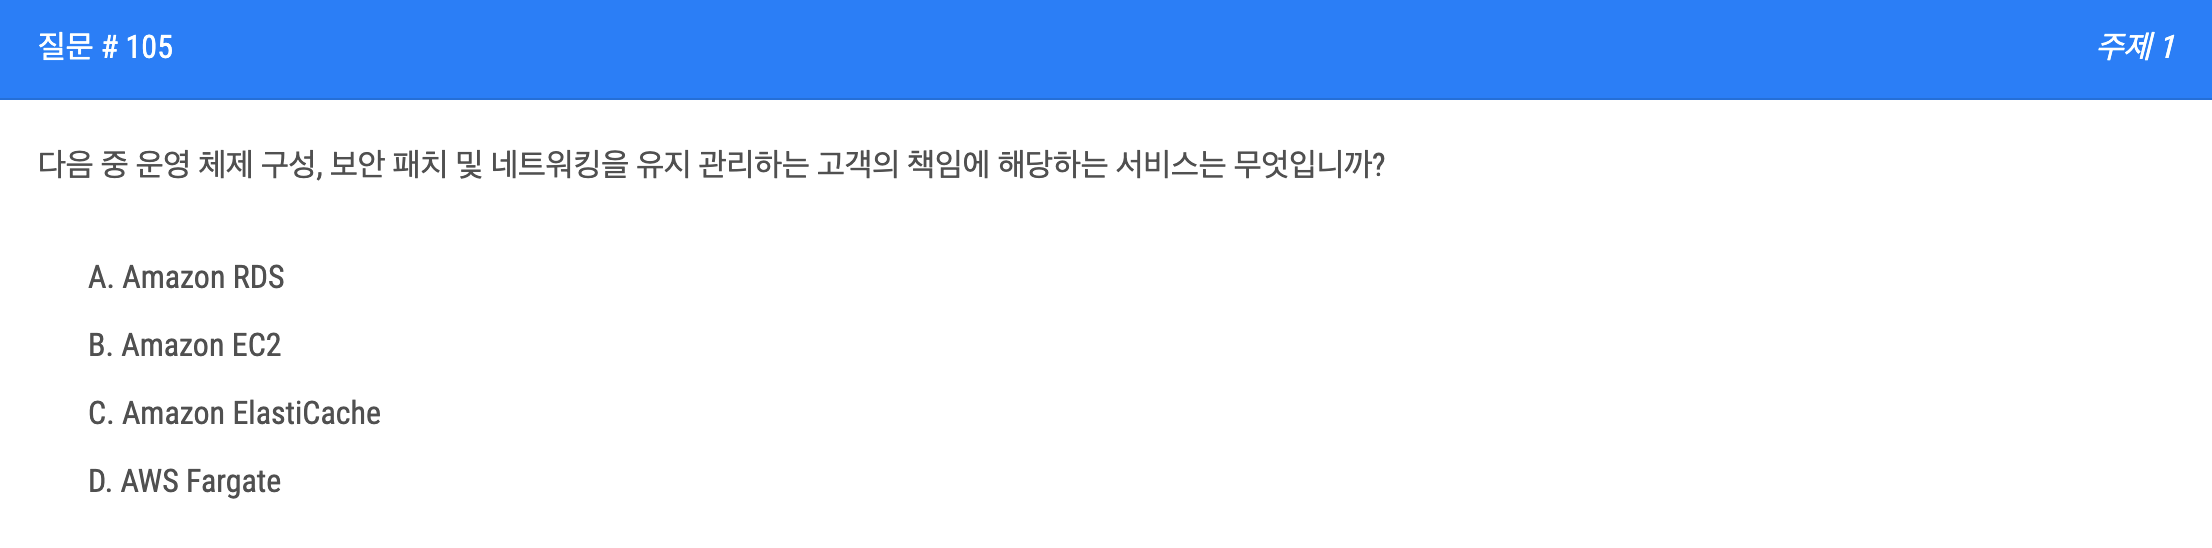 질문 # 105
주제 1
다음 중 운영 체제 구성, 보안 패치 및 네트워킹을 유지 관리하는 고객의 책임에 해당하는 서비스는 무엇입니까?
A. Amazon RDS
B. Amazon EC2
C. Amazon ElastiCache
D. AWS Fargate